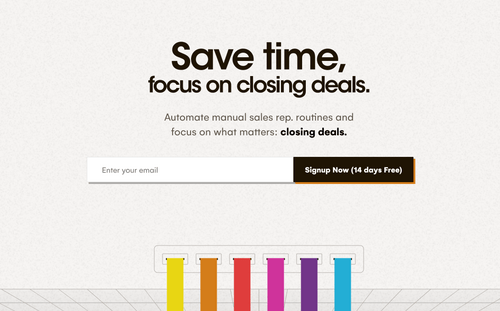 Save time,
focus on closing deals.
Automate manual sales rep. routines and
focus on what matters: closing deals.
Enter your email
Signup Now (14 days Free)